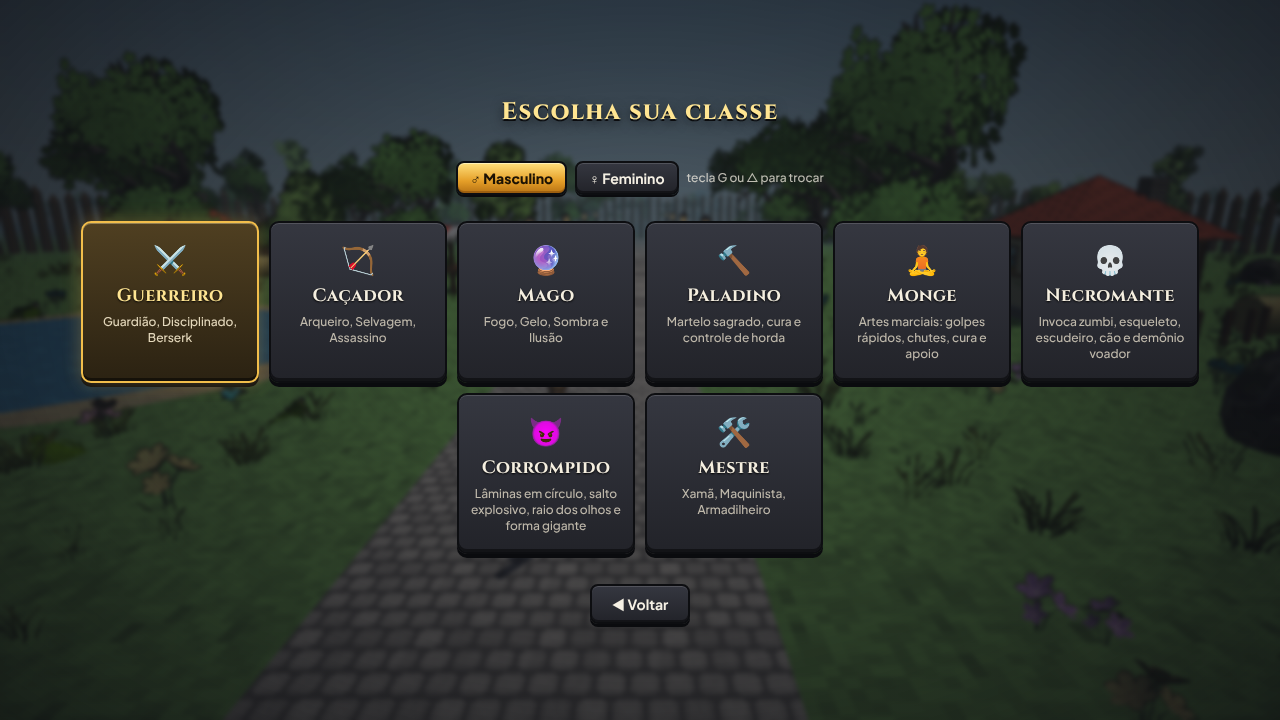 Escolha sua classe
♂ Masculino
♀ Feminino
tecla G ou △ para trocar
Guerreiro
Guardião, Disciplinado,
Berserk
Caçador
Arqueiro, Selvagem,
Assassino
Mago
Fogo, Gelo, Sombra e
Ilusão
Paladino
Martelo sagrado, cura e
controle de horda
Monge
Artes marciais: golpes
rápidos, chutes, cura e
apoio
Necromante
Invoca zumbi, esqueleto,
escudeiro, cão e demônio
voador
Corrompido
Lâminas em círculo, salto
explosivo, raio dos olhos e
forma gigante
Mestre
Xamã, Maquinista,
Armadilheiro
◀ Voltar